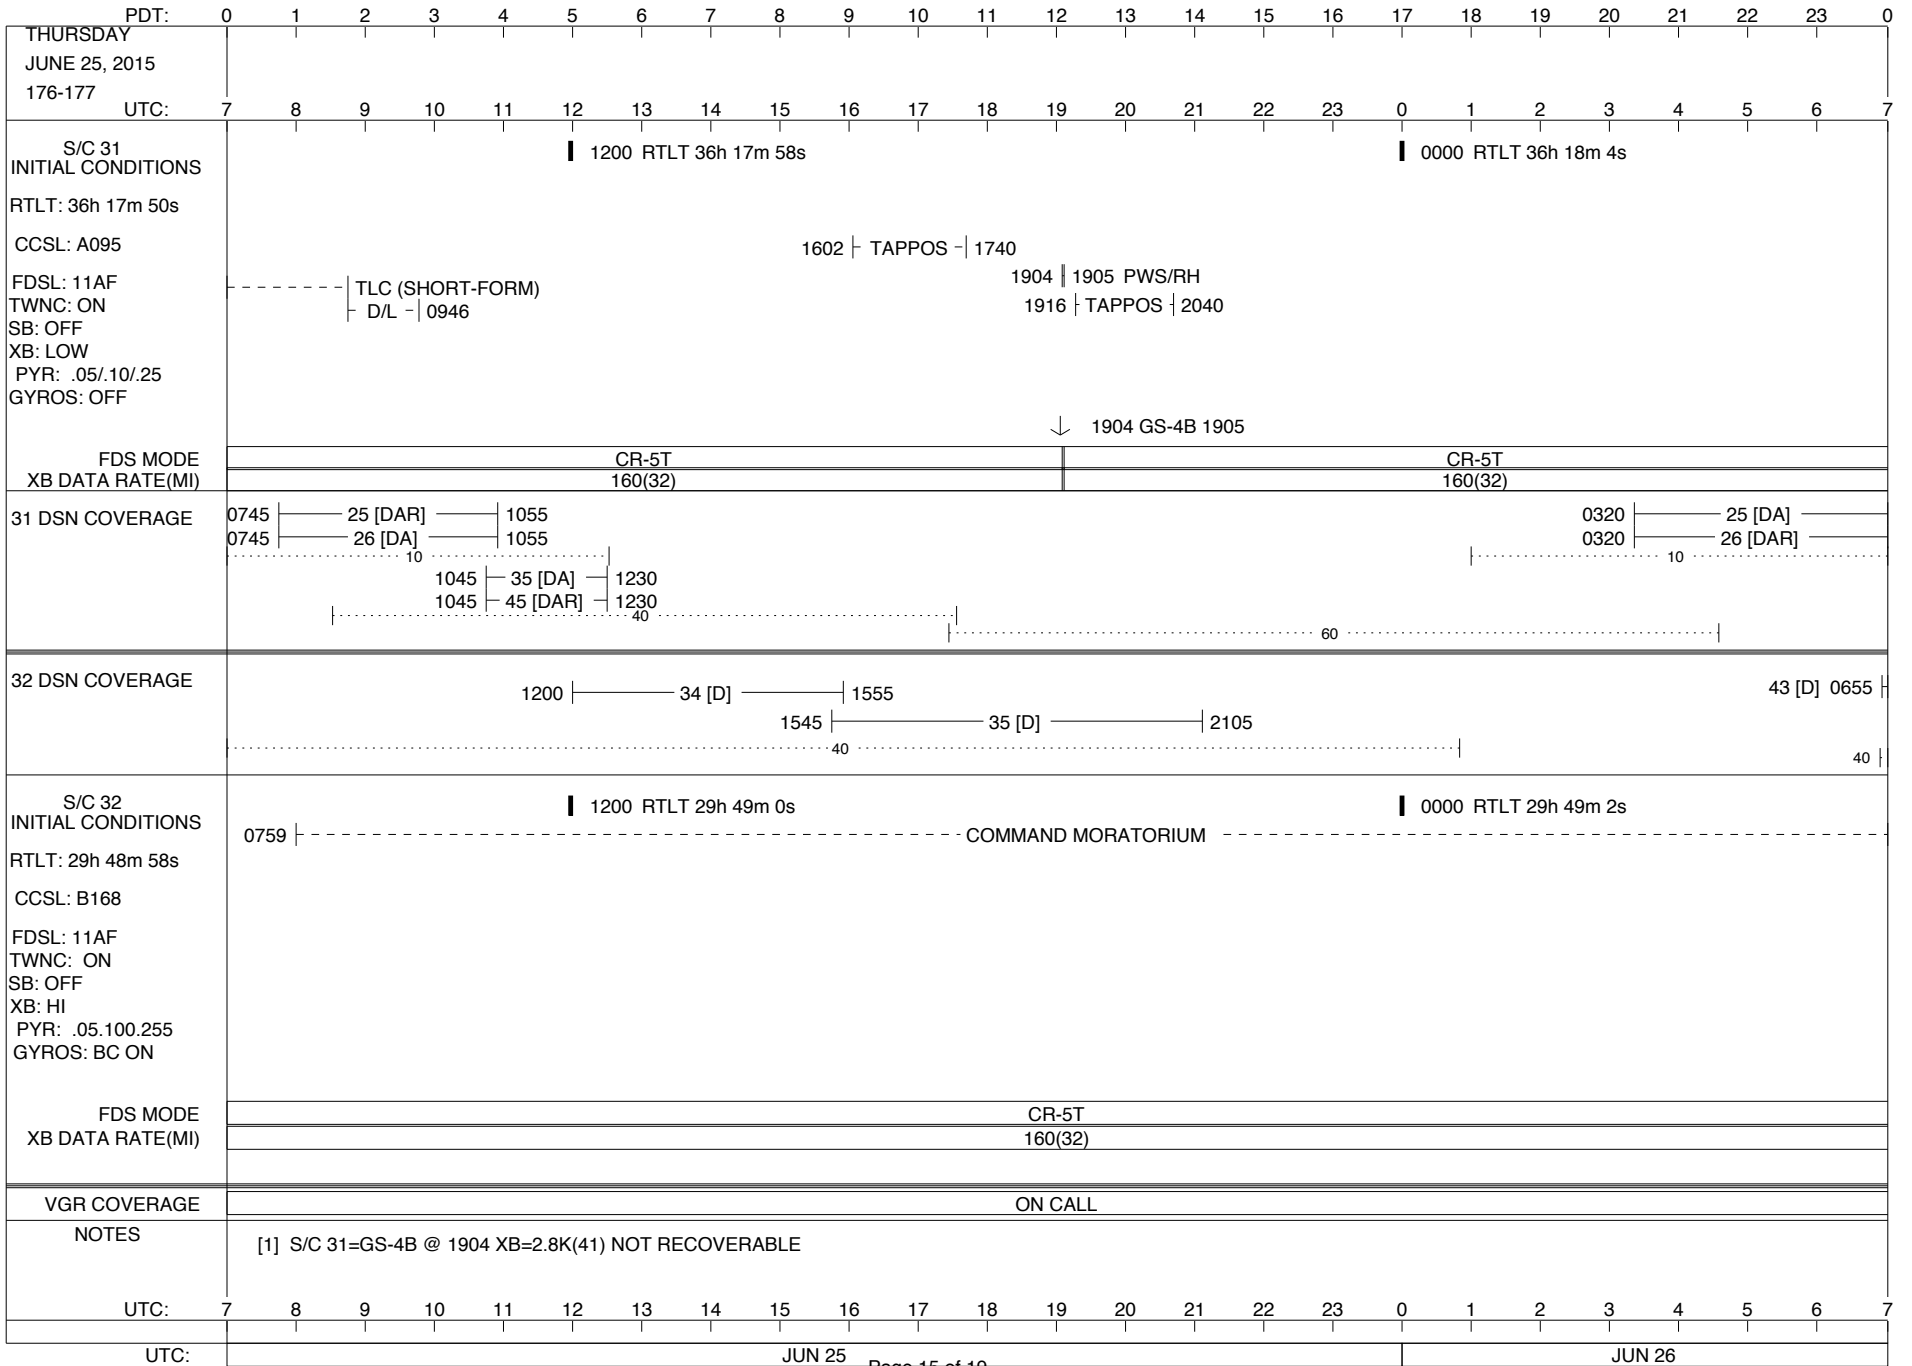 PDT: 0 1 2 3 4 5 6 7 8 9 10 11 12 13 14 15 16 17 18 19 20 21 22 23 0
THURSDAY
JUNE 25, 2015
176-177
UTC: 7 8 9 10 11 12 13 14 15 16 17 18 19 20 21 22 23 0 1 2 3 4 5 6 7
S/C 31
INITIAL CONDITIONS
1200 RTLT 36h 17m 58s
0000 RTLT 36h 18m 4s
RTLT: 36h 17m 50s
CCSL: A095
1602 TAPPOS 1740
FDSL: 11AF
1904 1905 PWS/RH
TLC (SHORT-FORM)
TWNC: ON
1916 TAPPOS 2040
D/L 0946
SB: OFF
XB: LOW
PYR: .05/.10/.25
GYROS: OFF
1904 GS-4B 1905
FDS MODE CR-5T CR-5T
XB DATA RATE(MI) 160(32) 160(32)
31 DSN COVERAGE
0745 25 [DAR] 1055
0320 25 [DA]
0745 26 [DA] 1055
0320 26 [DAR]
10
10
1045 35 [DA] 1230
1045 45 [DAR] 1230
40
60
32 DSN COVERAGE
1200 34 [D] 1555
43 [D] 0655
1545 35 [D] 2105
40
40
S/C 32
INITIAL CONDITIONS
1200 RTLT 29h 49m 0s
0000 RTLT 29h 49m 2s
0759 COMMAND MORATORIUM
RTLT: 29h 48m 58s
CCSL: B168
FDSL: 11AF
TWNC: ON
SB: OFF
XB: HI
PYR: .05.100.255
GYROS: BC ON
FDS MODE CR-5T
XB DATA RATE(MI) 160(32)
VGR COVERAGE ON CALL
NOTES
[1] S/C 31=GS-4B @ 1904 XB=2.8K(41) NOT RECOVERABLE
UTC: 7 8 9 10 11 12 13 14 15 16 17 18 19 20 21 22 23 0 1 2 3 4 5 6 7
UTC: JUN 25 JUN 26
Page 15 of 19